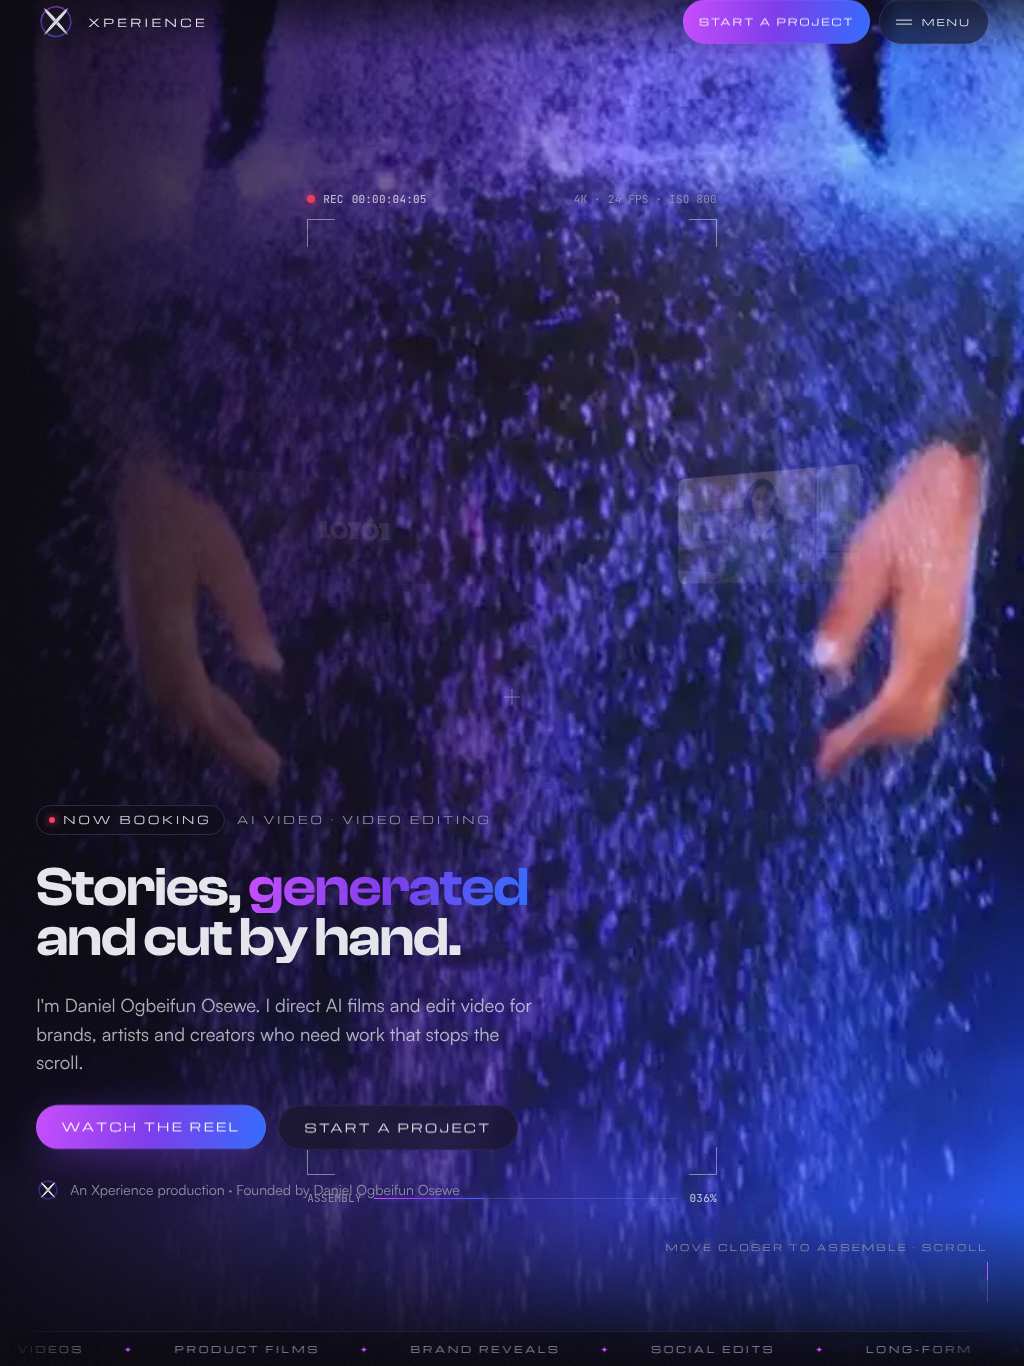 XPERIENCE
START A PROJECT
MENU
REC 00:00:04:05
4K · 24 FPS · ISO 800
NOW BOOKING
AI VIDEO · VIDEO EDITING
Stories, generated
and cut by hand.
I'm Daniel Ogbeifun Osewe. I direct AI films and edit video for
brands, artists and creators who need work that stops the
scroll.
WATCH THE REEL
START A PROJECT
An Xperience production · Founded by Daniel Ogbeifun Osewe
ASSEMBLY
036%
MOVE CLOSER TO ASSEMBLE · SCROLL
VIDEOS ✦ PRODUCT FILMS ✦ BRAND REVEALS ✦ SOCIAL EDITS ✦ LONG-FORM